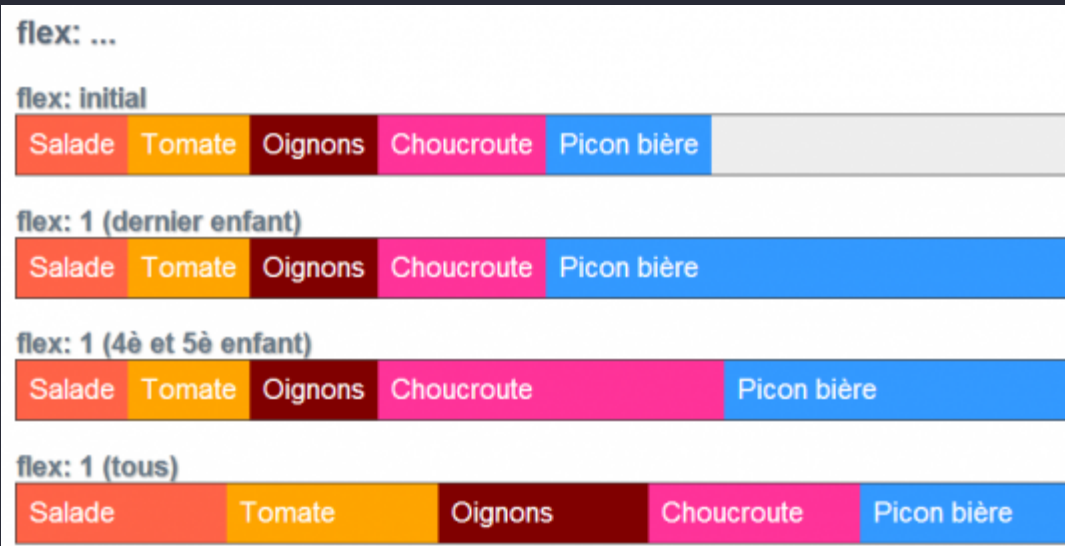 flex: ...
flex: initial
Salade Tomate Oignons Choucroute Picon bière
flex: 1 (dernier enfant)
Salade Tomate Oignons Choucroute Picon bière
flex: 1 (4è et 5è enfant)
Salade Tomate Oignons Choucroute Picon bière
flex: 1 (tous)
Salade Tomate Oignons Choucroute Picon bière